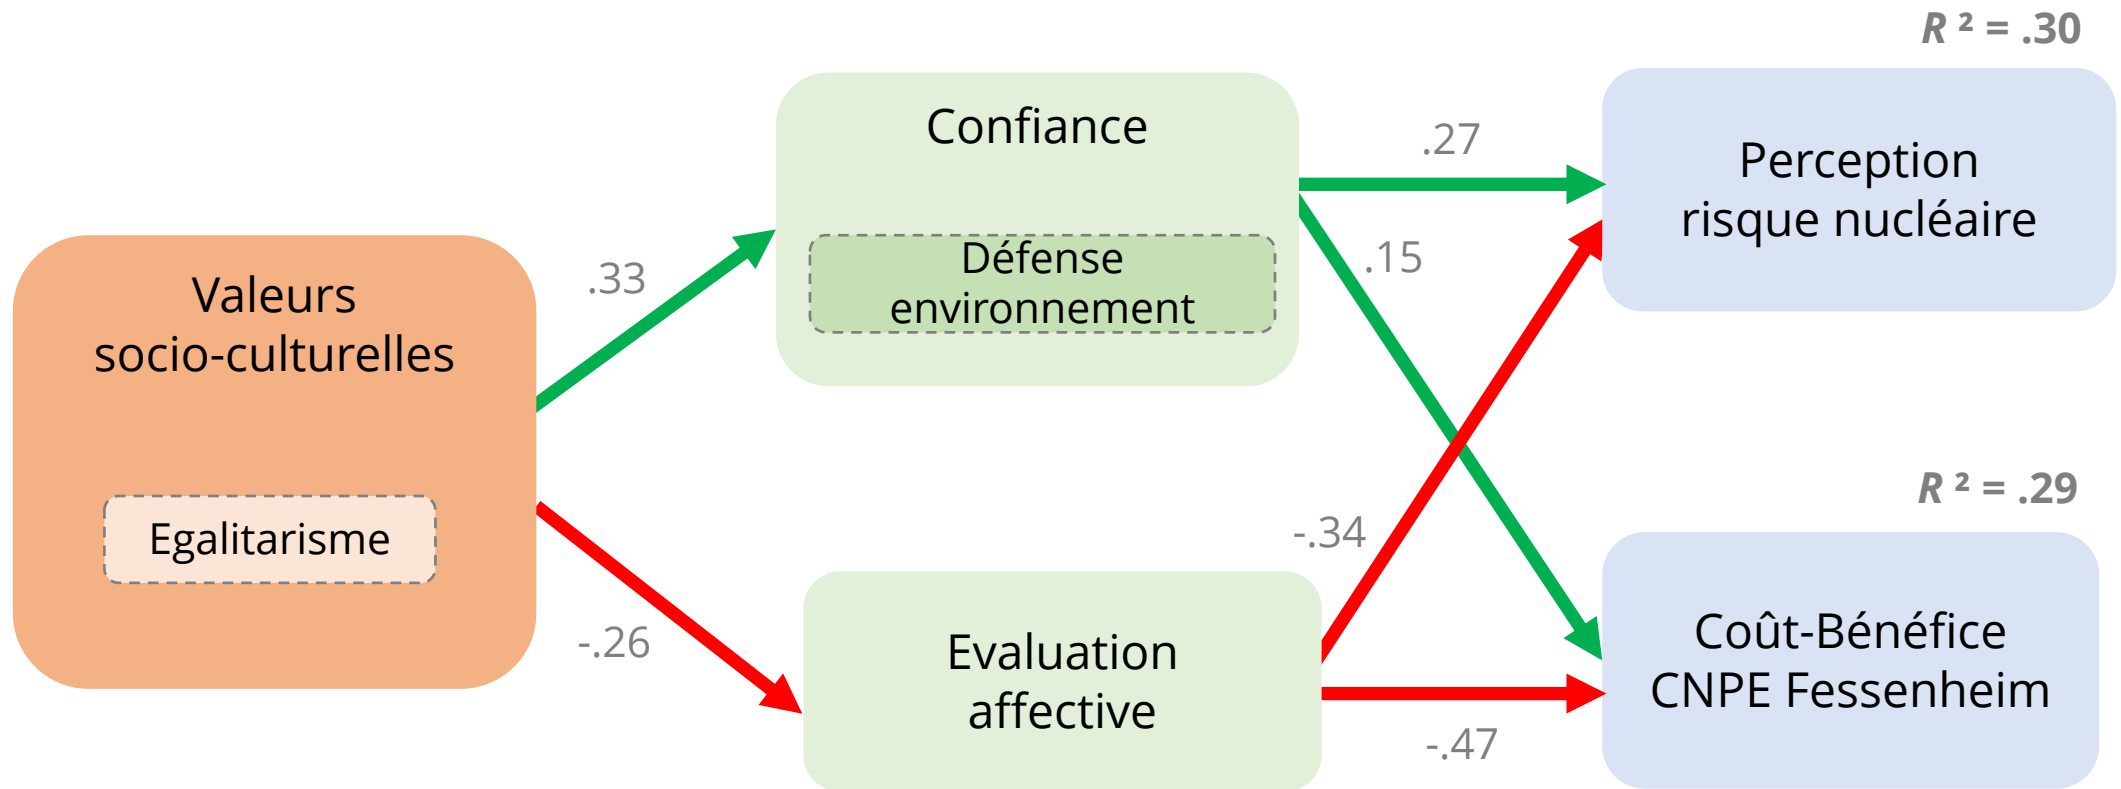 R ² = .30
Confiance
.27
Perception
risque nucléaire
Défense
environnement
.15
.33
Valeurs
socio-culturelles
R ² = .29
Egalitarisme
-.34
-.26
Evaluation
affective
Coût-Bénéfice
CNPE Fessenheim
-.47